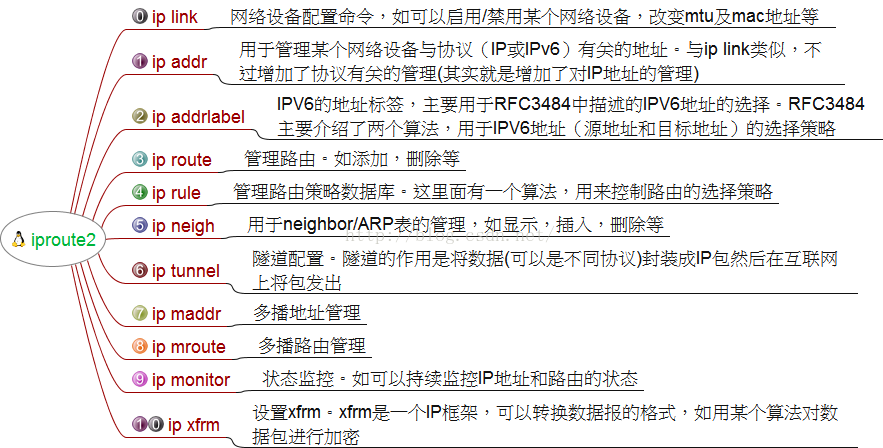 iproute2
0 ip link 网络设备配置命令，如可以启用/禁用某个网络设备，改变mtu及mac地址等
1 ip addr 用于管理某个网络设备与协议（IP或IPv6）有关的地址。与ip link类似，不
过增加了协议有关的管理(其实就是增加了对IP地址的管理)
2 ip addrlabel IPV6的地址标签，主要用于RFC3484中描述的IPV6地址的选择。RFC3484
主要介绍了两个算法，用于IPV6地址（源地址和目标地址）的选择策略
3 ip route 管理路由。如添加，删除等
4 ip rule 管理路由策略数据库。这里面有一个算法，用来控制路由的选择策略
5 ip neigh 用于neighbor/ARP表的管理，如显示，插入，删除等
http://blog.csdn.net/
6 ip tunnel 隧道配置。隧道的作用是将数据(可以是不同协议)封装成IP包然后在互联网
上将包发出
7 ip maddr 多播地址管理
8 ip mroute 多播路由管理
9 ip monitor 状态监控。如可以持续监控IP地址和路由的状态
10 ip xfrm 设置xfrm。xfrm是一个IP框架，可以转换数据报的格式，如用某个算法对数
据包进行加密